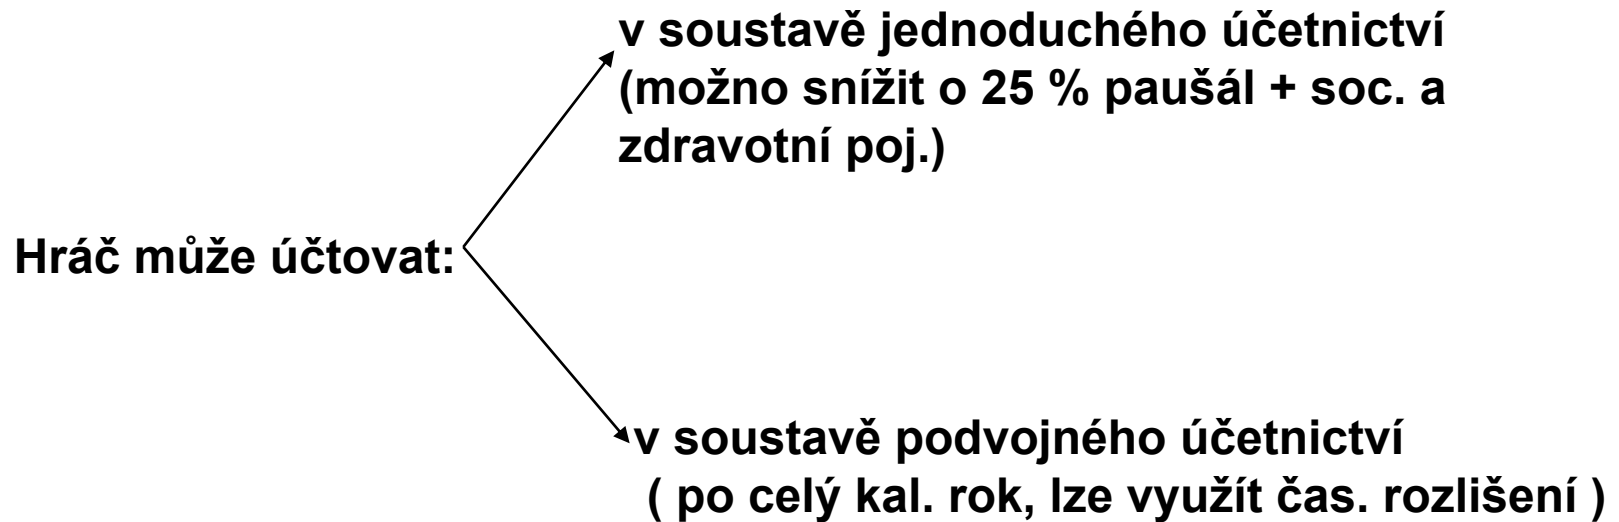 v soustavě jednoduchého účetnictví
(možno snížit o 25 % paušál + soc. a
zdravotní poj.)
Hráč může účtovat:
v soustavě podvojného účetnictví
( po celý kal. rok, lze využít čas. rozlišení )